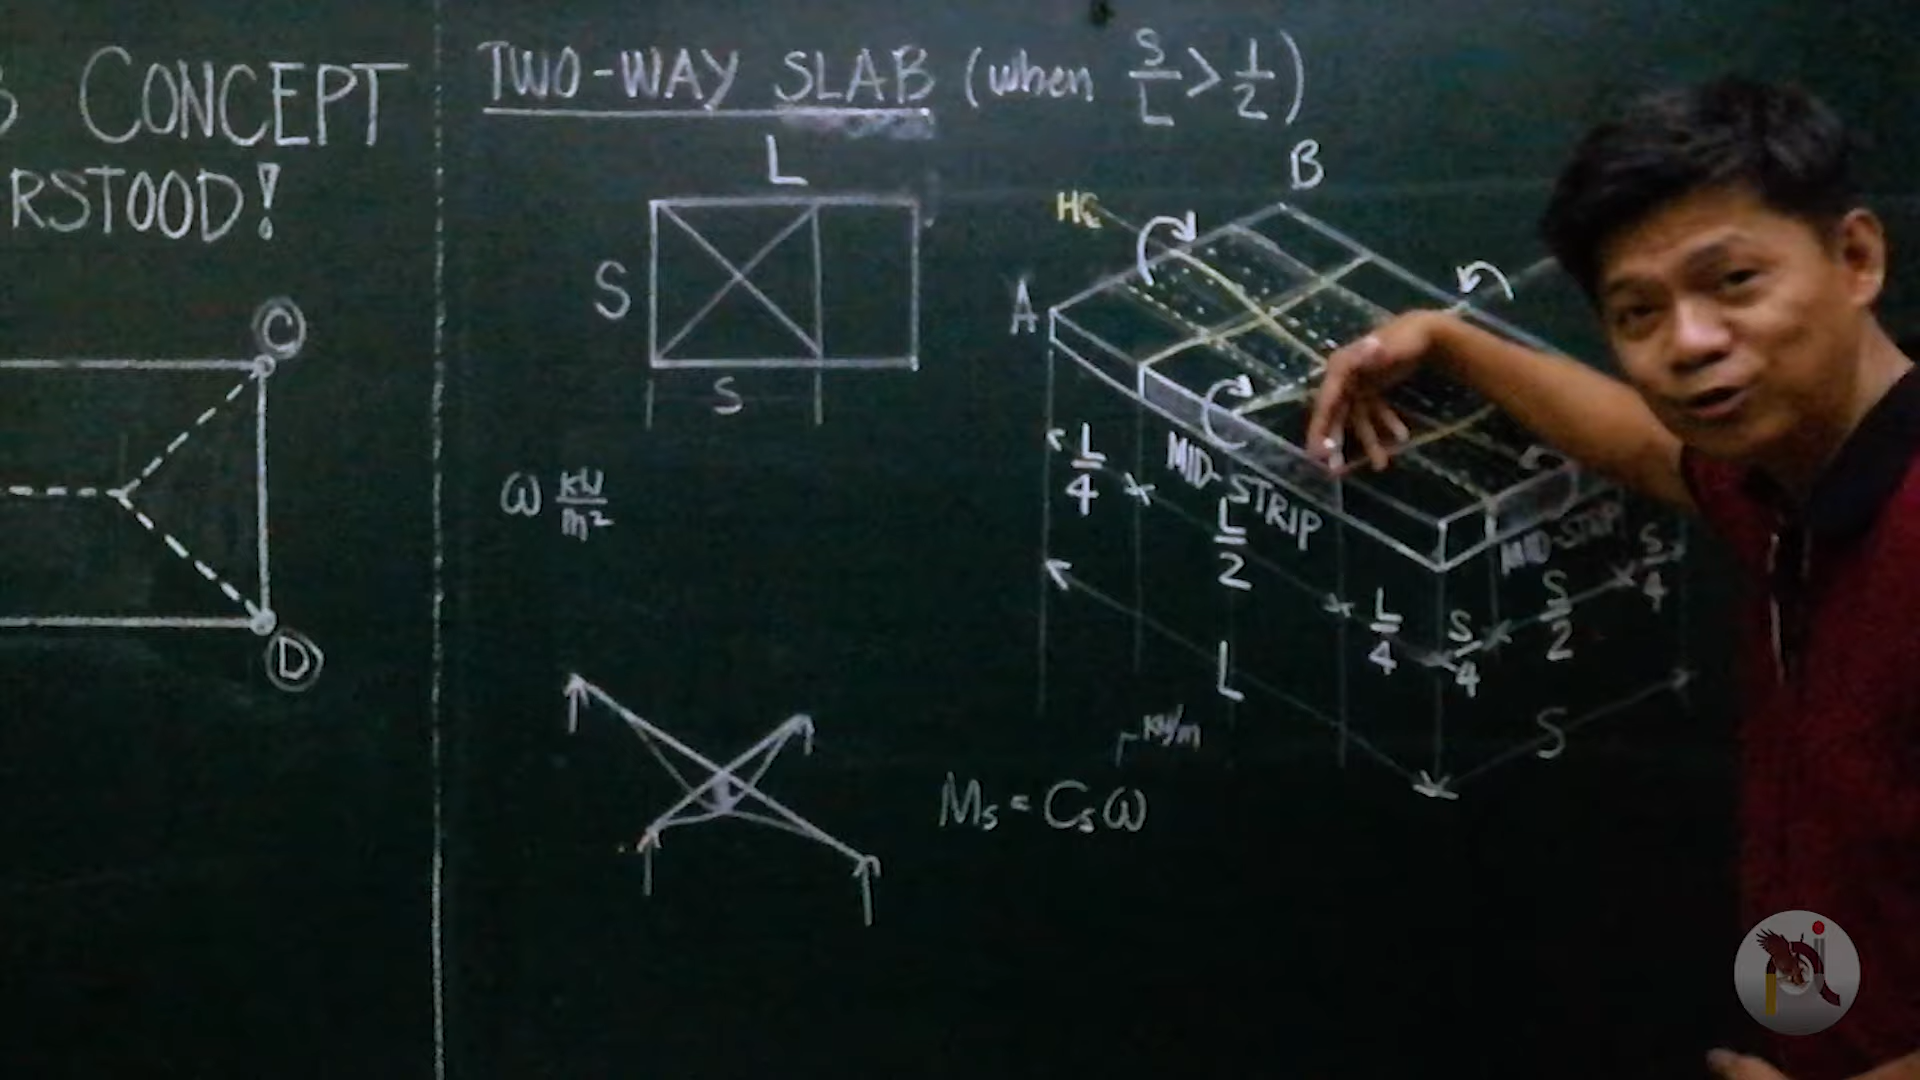 CONCEPT
RSTOOD!
C
D
TWO-WAY SLAB (when S/L > 1/2)
L
S
S
ω kN/m²
B
A
MID-STRIP
MID-STRIP
L/4
L/2
L/4
S/4
S/2
S/4
L
S
kN/m
Ms = Cs ω